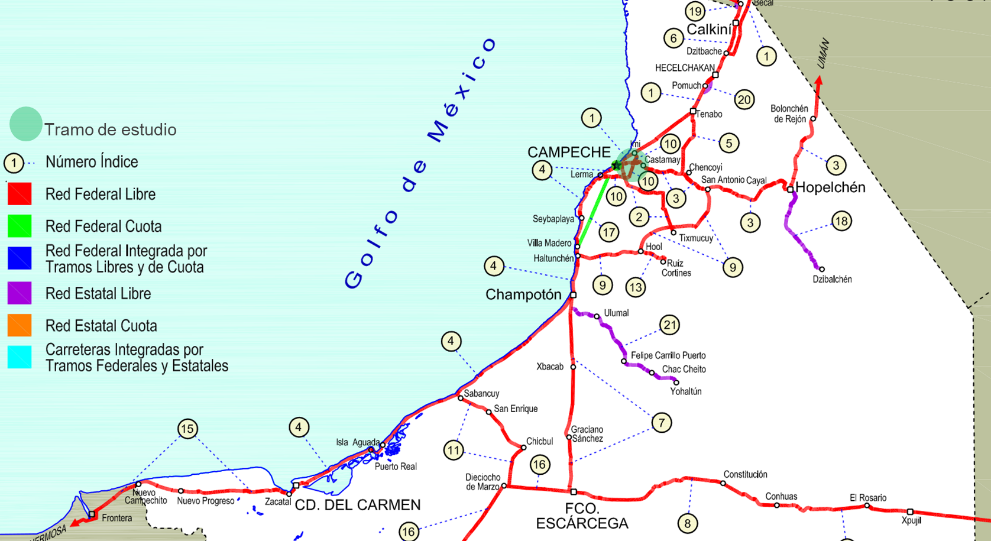 19
Becal
Calkiní
6
Dzitbache
1
UMÁN
HECELCHAKAN
Pomuch
1
20
Tenabo
Bolonchén
de Rejón
Golfo de México
Tramo de estudio
1
Número Índice
Red Federal Libre
Red Federal Cuota
Red Federal Integrada por
Tramos Libres y de Cuota
Red Estatal Libre
Red Estatal Cuota
Carreteras Integradas por
Tramos Federales y Estatales
1
Imi
10
5
CAMPECHE
Castamay
Chencoyi
3
4
Lerma
10
San Antonio Cayal
Hopelchén
10
3
2
3
18
Seybaplaya
17
Tixmucuy
Villa Madero
Hool
Haltunchén
Ruiz
Cortines
9
4
9
13
Dzibalchén
Champotón
Ulumal
21
4
Felipe Carrillo Puerto
Xbacab
Chac Cheito
Yohaltún
Sabancuy
San Enrique
7
15
4
Graciano
Sánchez
Isla Aguada
Chicbul
11
Puerto Real
16
Dieciocho
de Marzo
Constitución
Nuevo
Campechito
Nuevo Progreso
Zacatal
CD. DEL CARMEN
FCO.
ESCÁRCEGA
Conhuas
El Rosario
Xpujil
Frontera
8
16
HERMOSA